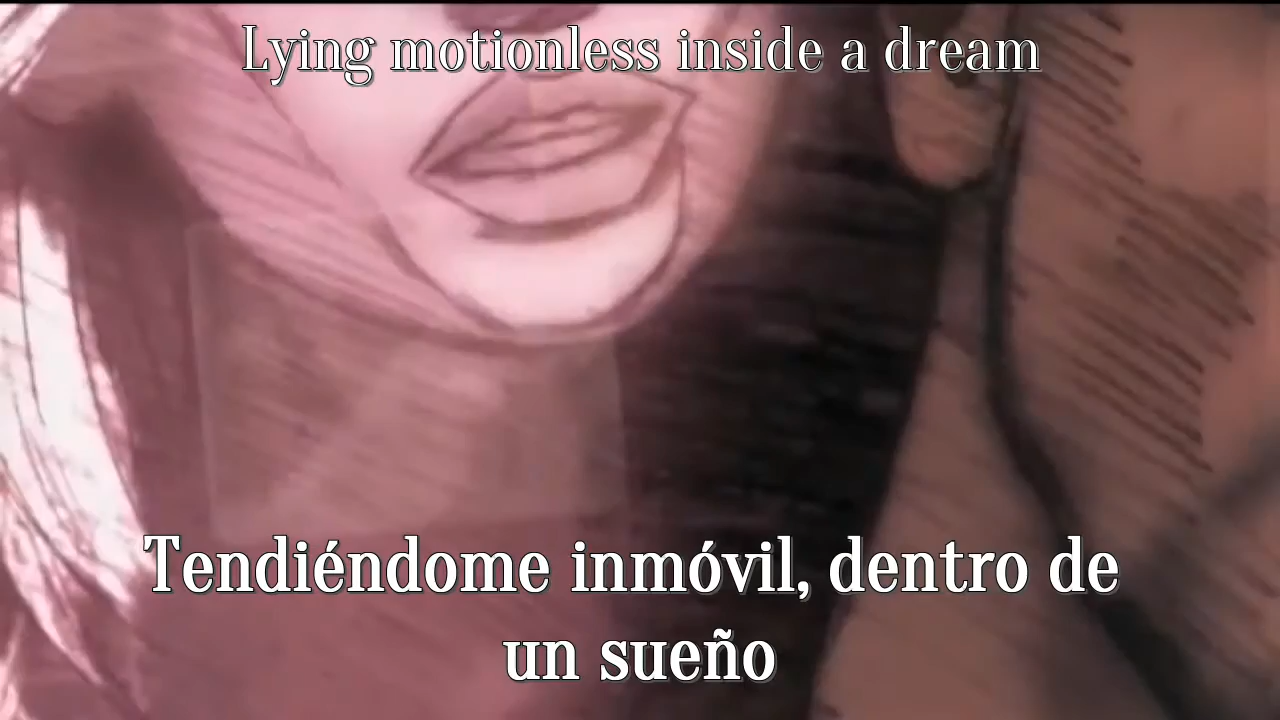 Lying motionless inside a dream
Tendiéndome inmóvil, dentro de
un sueño